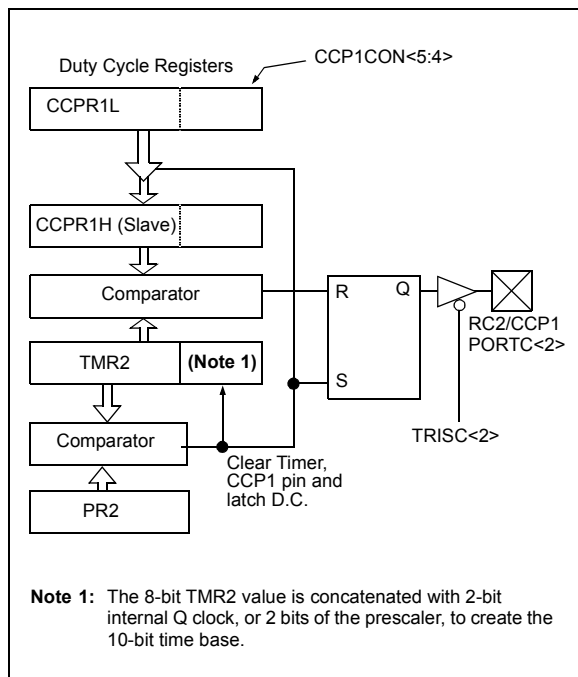 Duty Cycle Registers
CCP1CON<5:4>
CCPR1L
CCPR1H (Slave)
Comparator
R
Q
RC2/CCP1
PORTC<2>
TMR2
(Note 1)
S
TRISC<2>
Comparator
Clear Timer,
CCP1 pin and
latch D.C.
PR2
Note 1: The 8-bit TMR2 value is concatenated with 2-bit
internal Q clock, or 2 bits of the prescaler, to create the
10-bit time base.